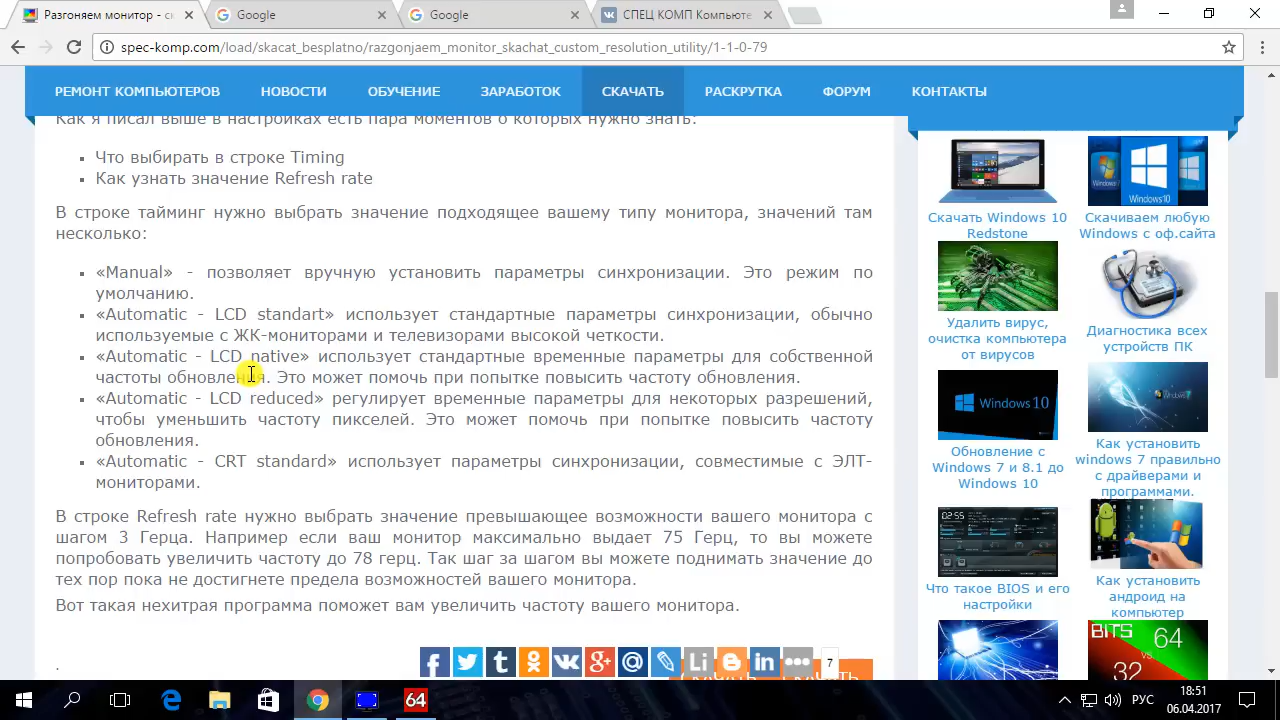 Разгоняем монитор - ск
Google
Google
СПЕЦ КОМП Компьюте
spec-komp.com/load/skacat_besplatno/razgonjaem_monitor_skachat_custom_resolution_utility/1-1-0-79
РЕМОНТ КОМПЬЮТЕРОВ НОВОСТИ ОБУЧЕНИЕ ЗАРАБОТОК СКАЧАТЬ РАСКРУТКА ФОРУМ КОНТАКТЫ
Как я писал выше в настройках есть пара моментов о которых нужно знать:
Что выбирать в строке Timing
Как узнать значение Refresh rate
В строке тайминг нужно выбрать значение подходящее вашему типу монитора, значений там
несколько:
«Manual» - позволяет вручную установить параметры синхронизации. Это режим по
умолчанию.
«Automatic - LCD standart» использует стандартные параметры синхронизации, обычно
используемые с ЖК-мониторами и телевизорами высокой четкости.
«Automatic - LCD native» использует стандартные временные параметры для собственной
частоты обновления. Это может помочь при попытке повысить частоту обновления.
«Automatic - LCD reduced» регулирует временные параметры для некоторых разрешений,
чтобы уменьшить частоту пикселей. Это может помочь при попытке повысить частоту
обновления.
«Automatic - CRT standard» использует параметры синхронизации, совместимые с ЭЛТ-
мониторами.
В строке Refresh rate нужно выбрать значение превышающее возможности вашего монитора с
шагом 3 Герца. Например если ваш монитор максимально выдает 75 Герц, то вы можете
попробовать увеличить частоту до 78 герц. Так шаг за шагом вы можете поднимать значение до
тех пор пока не достигнете предела возможностей вашего монитора.
Вот такая нехитрая программа поможет вам увеличить частоту вашего монитора.
.
7
СКАЧАТЬ СКАЧАТЬ
Windows10
Скачать Windows 10
Redstone
Скачиваем любую
Windows с оф.сайта
Удалить вирус,
очистка компьютера
от вирусов
Диагностика всех
устройств ПК
Windows 10
Обновление с
Windows 7 и 8.1 до
Windows 10
Как установить
windows 7 правильно
с драйверами и
программами.
Что такое BIOS и его
настройки
Как установить
андроид на
компьютер
BITS 64
VS
32
64
РУС
18:51
06.04.2017